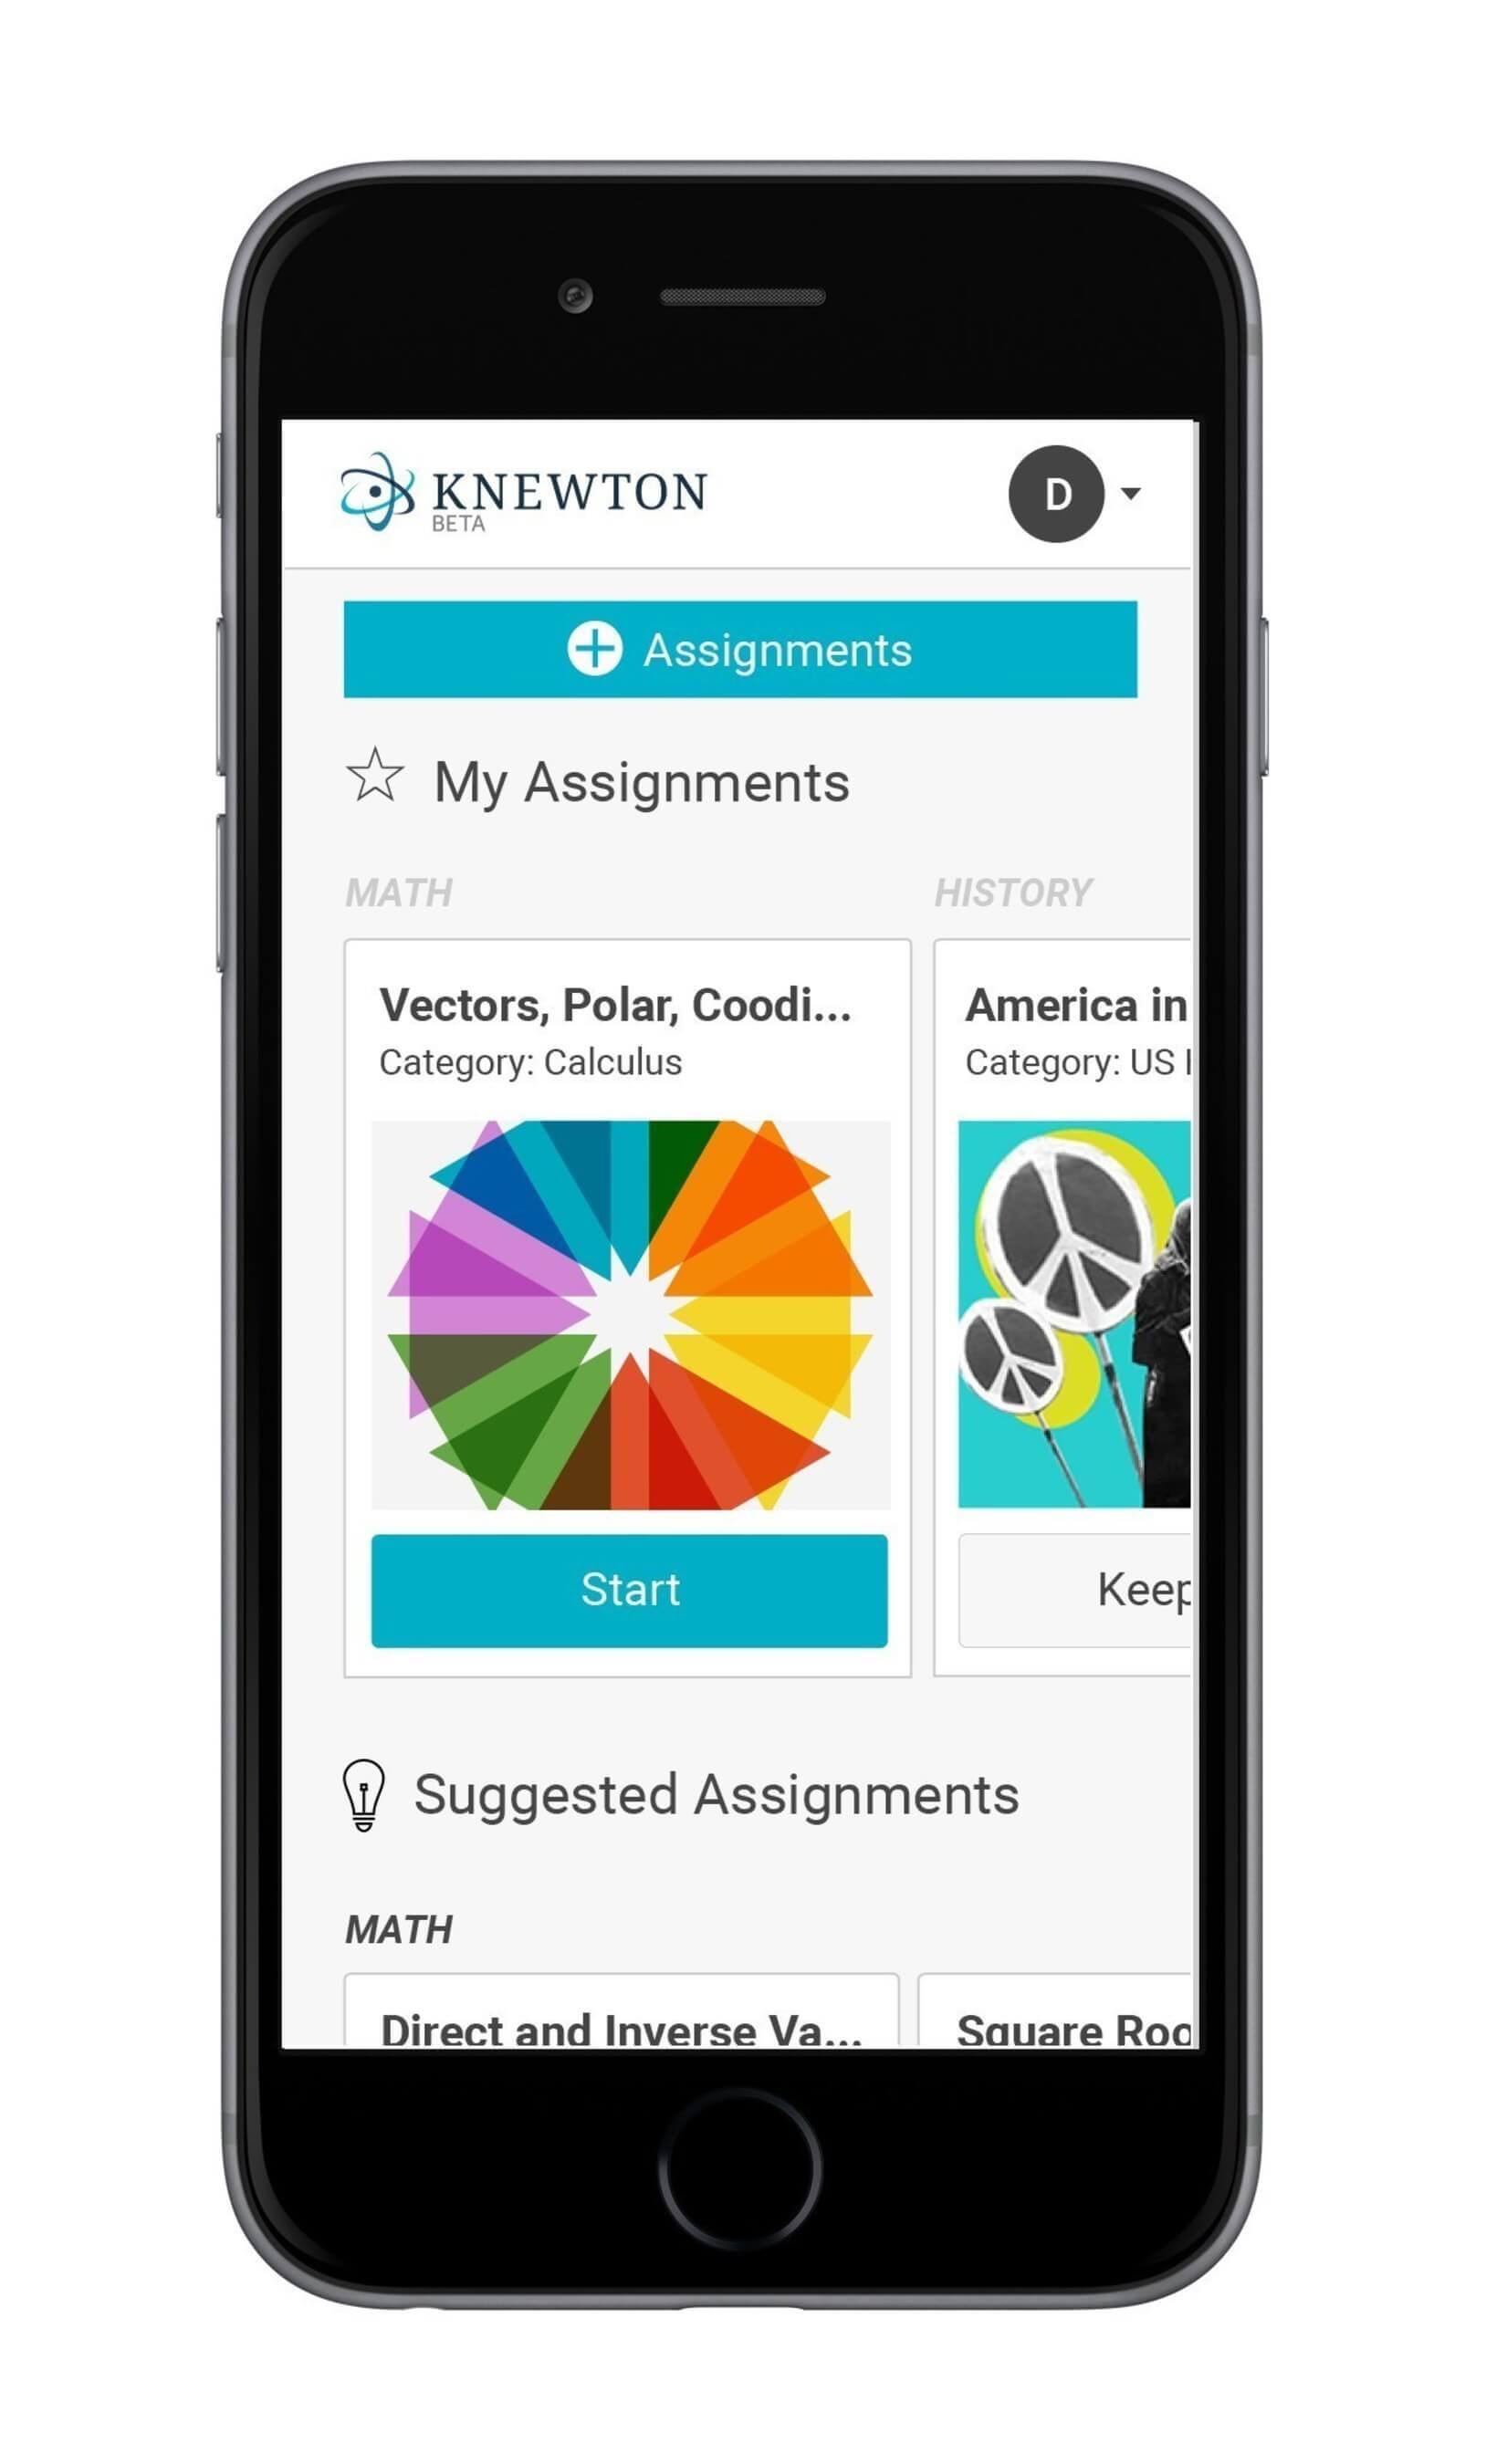 KNEWTON
BETA
D
Assignments
My Assignments
MATH
HISTORY
Vectors, Polar, Coodi...
Category: Calculus
America in
Category: US
Start
Keep
Suggested Assignments
MATH
Direct and Inverse Va...
Square Roo